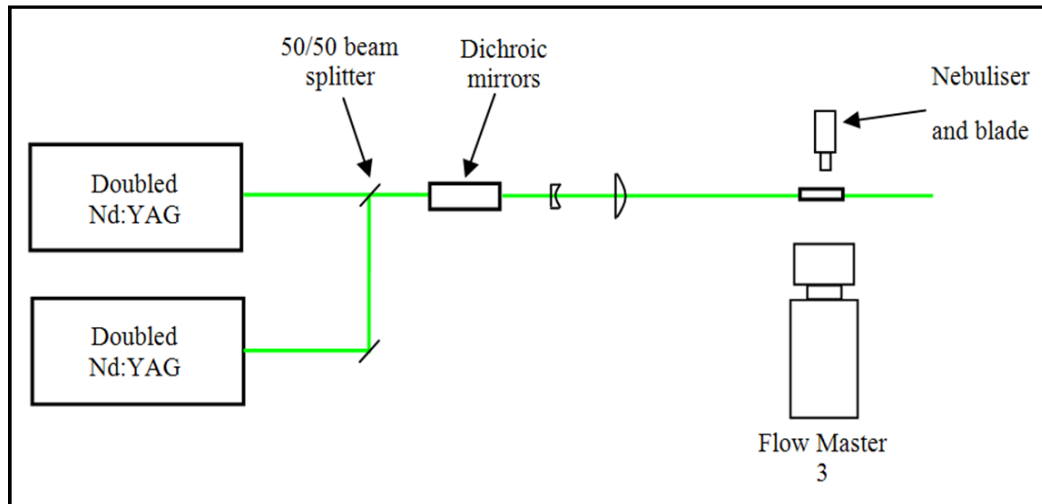 50/50 beam
splitter
Dichroic
mirrors
Nebuliser
and blade
Doubled
Nd:YAG
Doubled
Nd:YAG
Flow Master
3